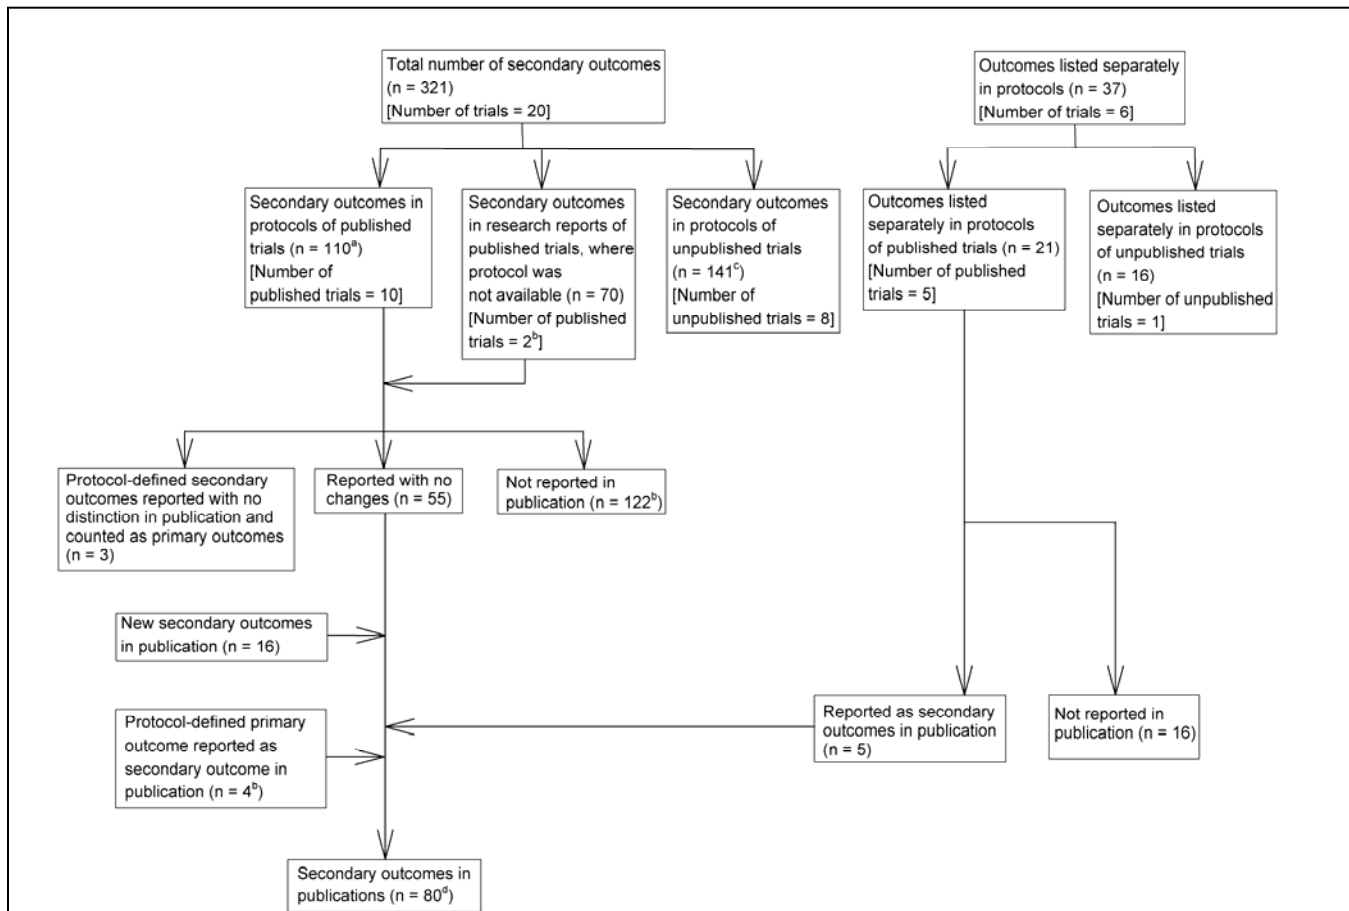 Total number of secondary outcomes
(n = 321)
[Number of trials = 20]
Outcomes listed separately
in protocols (n = 37)
[Number of trials = 6]
Secondary outcomes in
protocols of published
trials (n = 110ᵃ)
[Number of
published trials = 10]
Secondary outcomes
in research reports of
published trials, where
protocol was
not available (n = 70)
[Number of published
trials = 2ᵇ]
Secondary outcomes
in protocols of
unpublished trials
(n = 141ᶜ)
[Number of
unpublished trials = 8]
Outcomes listed
separately in protocols
of published trials (n = 21)
[Number of published
trials = 5]
Outcomes listed
separately in protocols
of unpublished trials
(n = 16)
[Number of unpublished
trials = 1]
Protocol-defined secondary
outcomes reported with no
distinction in publication and
counted as primary outcomes
(n = 3)
Reported with no
changes (n = 55)
Not reported in
publication (n = 122ᵇ)
New secondary outcomes
in publication (n = 16)
Protocol-defined primary
outcome reported as
secondary outcome in
publication (n = 4ᵇ)
Reported as secondary
outcomes in publication
(n = 5)
Not reported in
publication (n = 16)
Secondary outcomes in
publications (n = 80ᵈ)